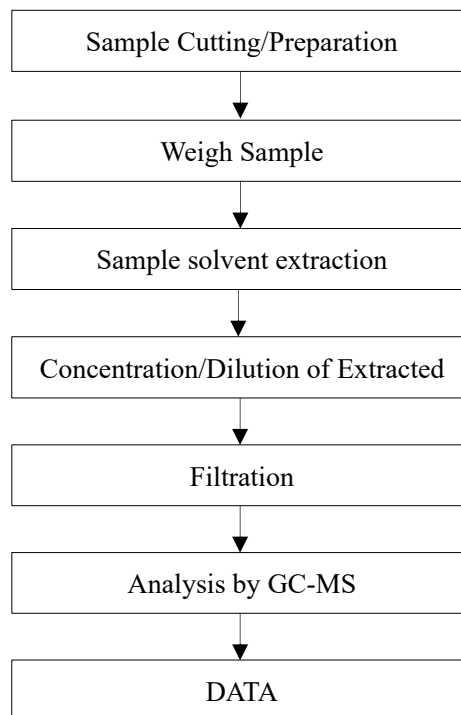 Sample Cutting/Preparation
Weigh Sample
Sample solvent extraction
Concentration/Dilution of Extracted
Filtration
Analysis by GC-MS
DATA